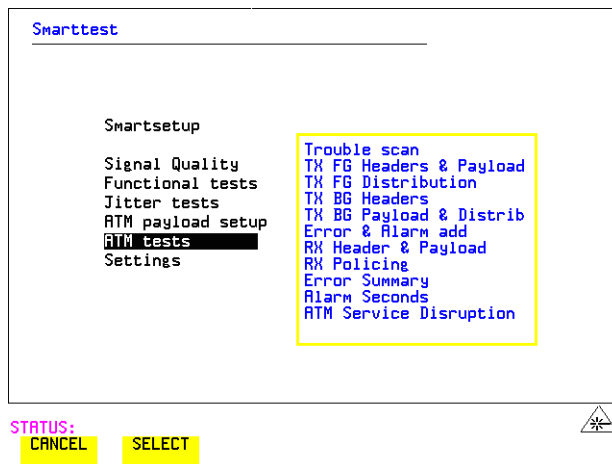 Smarttest
Smartsetup
Signal Quality
Functional tests
Jitter tests
ATM payload setup
ATM tests
Settings
Trouble scan
TX FG Headers & Payload
TX FG Distribution
TX BG Headers
TX BG Payload & Distrib
Error & Alarm add
RX Header & Payload
RX Policing
Error Summary
Alarm Seconds
ATM Service Disruption
STATUS:
CANCEL SELECT